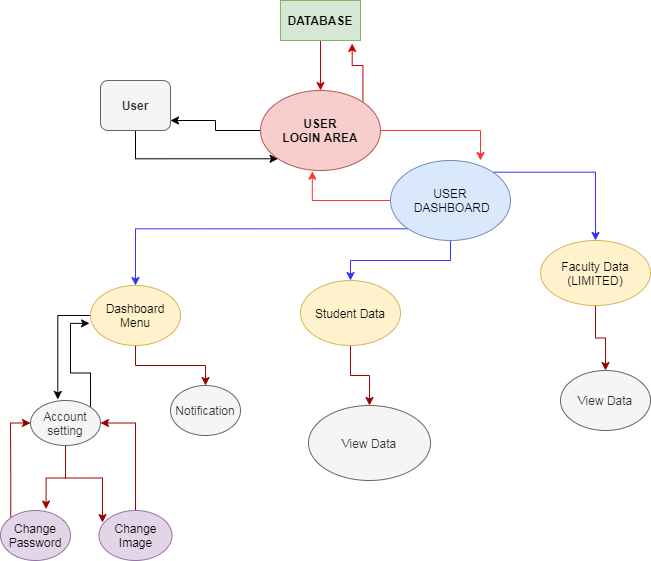 DATABASE
User
USER
LOGIN AREA
USER
DASHBOARD
Faculty Data
(LIMITED)
Dashboard
Menu
Student Data
View Data
Notification
Account
setting
View Data
Change
Password
Change
Image